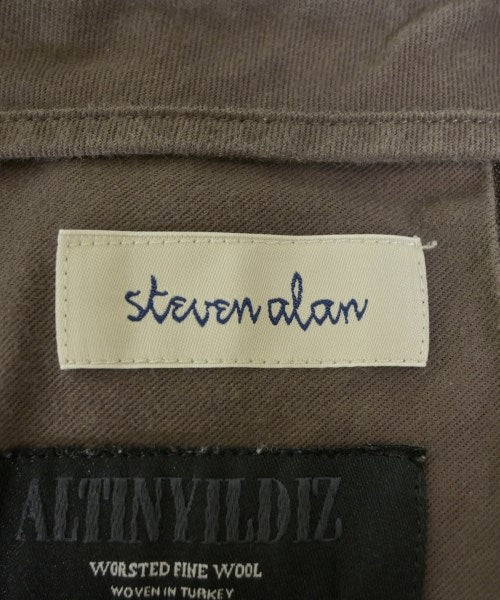 steven alan
ALTINYILDIZ
WORSTED FINE WOOL
WOVEN IN TURKEY